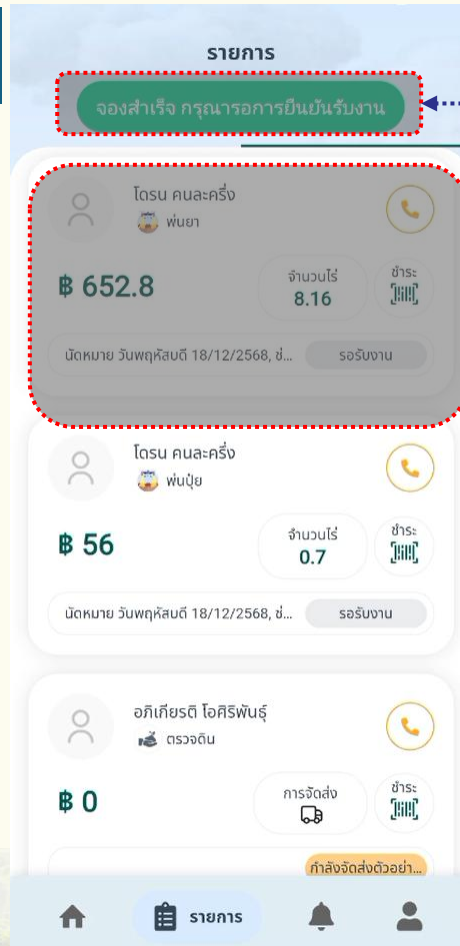 รายการ
จองสำเร็จ กรุณารอการยืนยันรับงาน
โดรน คนละครึ่ง
พ่นยา
฿ 652.8
จำนวนไร่
8.16
ชำระ
นัดหมาย วันพฤหัสบดี 18/12/2568, ช่...
รอรับงาน
โดรน คนละครึ่ง
พ่นปุ๋ย
฿ 56
จำนวนไร่
0.7
ชำระ
นัดหมาย วันพฤหัสบดี 18/12/2568, ช่...
รอรับงาน
อภิเกียรติ โอศิริพันธุ์
ตรวจดิน
฿ 0
การจัดส่ง
ชำระ
กำลังจัดส่งตัวอย่า...
รายการ